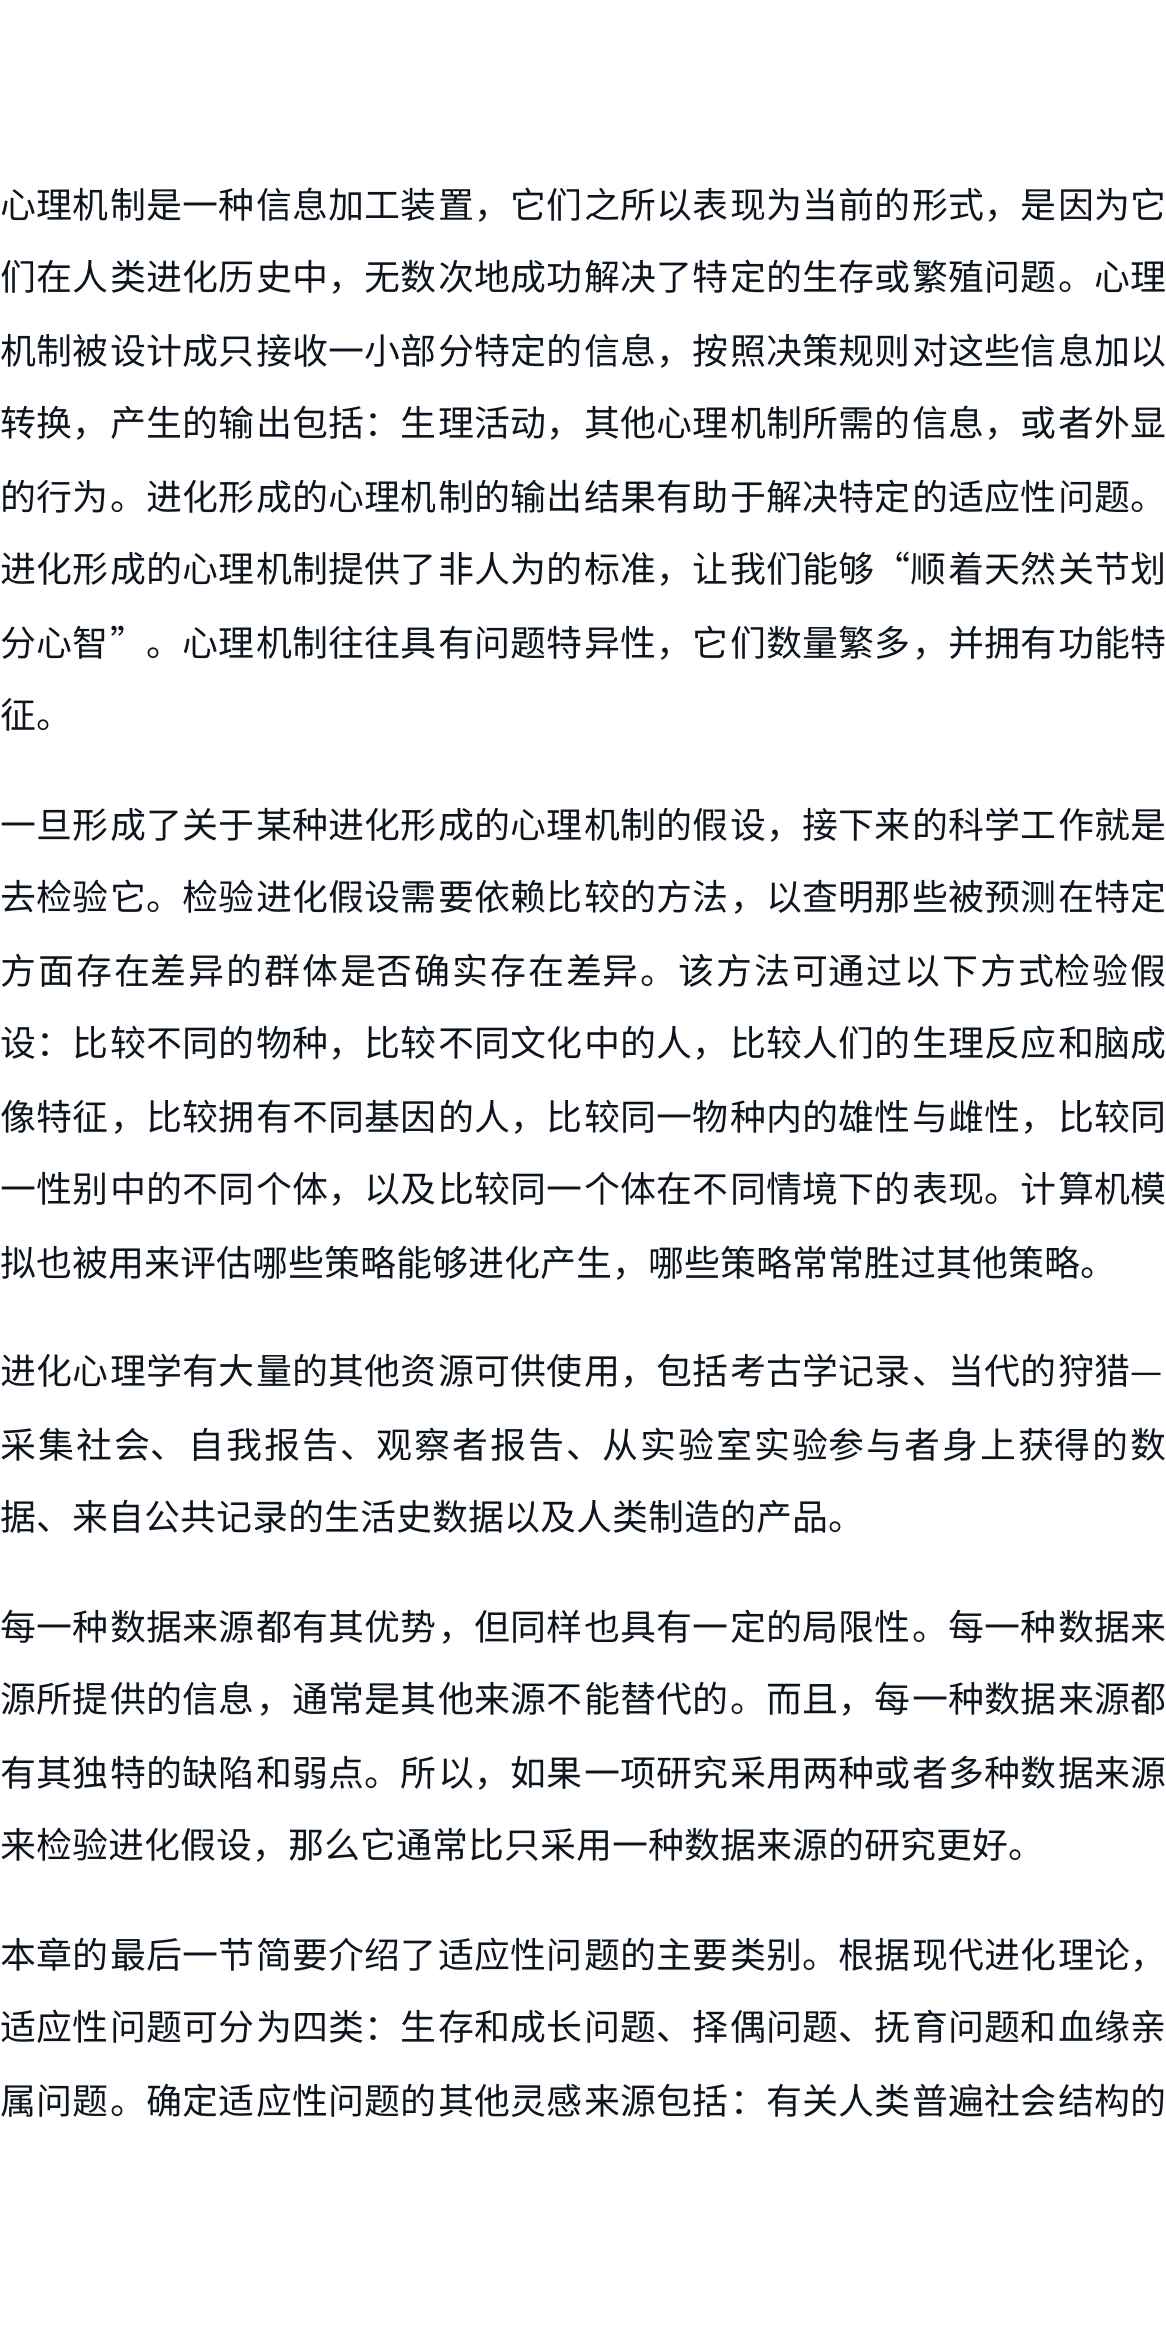 心理机制是一种信息加工装置，它们之所以表现为当前的形式，是因为它
们在人类进化历史中，无数次地成功解决了特定的生存或繁殖问题。心理
机制被设计成只接收一小部分特定的信息，按照决策规则对这些信息加以
转换，产生的输出包括：生理活动，其他心理机制所需的信息，或者外显
的行为。进化形成的心理机制的输出结果有助于解决特定的适应性问题。
进化形成的心理机制提供了非人为的标准，让我们能够“顺着天然关节划
分心智”。心理机制往往具有问题特异性，它们数量繁多，并拥有功能特
征。
一旦形成了关于某种进化形成的心理机制的假设，接下来的科学工作就是
去检验它。检验进化假设需要依赖比较的方法，以查明那些被预测在特定
方面存在差异的群体是否确实存在差异。该方法可通过以下方式检验假
设：比较不同的物种，比较不同文化中的人，比较人们的生理反应和脑成
像特征，比较拥有不同基因的人，比较同一物种内的雄性与雌性，比较同
一性别中的不同个体，以及比较同一个体在不同情境下的表现。计算机模
拟也被用来评估哪些策略能够进化产生，哪些策略常常胜过其他策略。
进化心理学有大量的其他资源可供使用，包括考古学记录、当代的狩猎—
采集社会、自我报告、观察者报告、从实验室实验参与者身上获得的数
据、来自公共记录的生活史数据以及人类制造的产品。
每一种数据来源都有其优势，但同样也具有一定的局限性。每一种数据来
源所提供的信息，通常是其他来源不能替代的。而且，每一种数据来源都
有其独特的缺陷和弱点。所以，如果一项研究采用两种或者多种数据来源
来检验进化假设，那么它通常比只采用一种数据来源的研究更好。
本章的最后一节简要介绍了适应性问题的主要类别。根据现代进化理论，
适应性问题可分为四类：生存和成长问题、择偶问题、抚育问题和血缘亲
属问题。确定适应性问题的其他灵感来源包括：有关人类普遍社会结构的